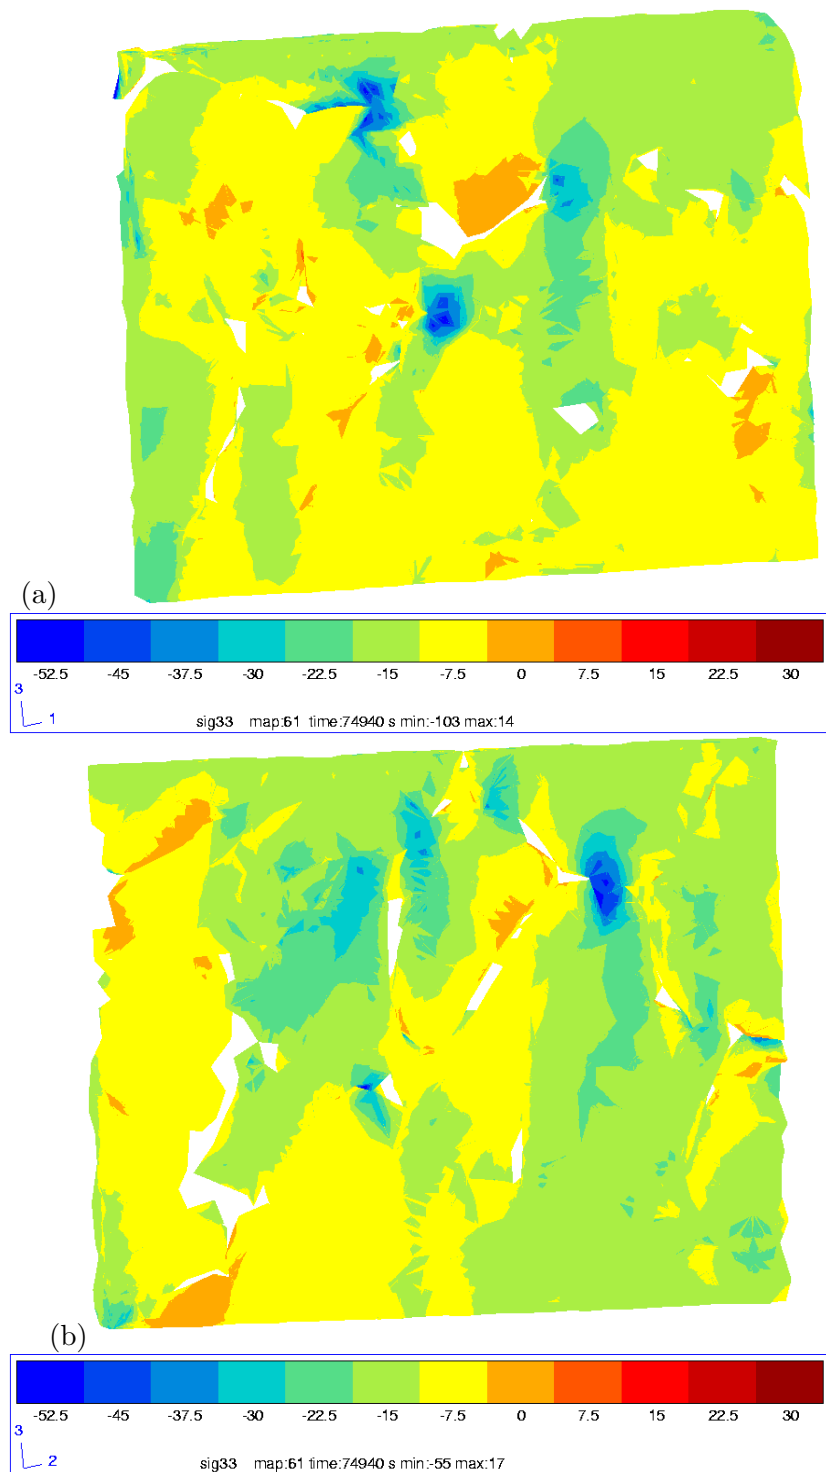 (a)
-52.5 -45 -37.5 -30 -22.5 -15 -7.5 0 7.5 15 22.5 30
3
1
sig33 map:61 time:74940 s min:-103 max:14
(b)
-52.5 -45 -37.5 -30 -22.5 -15 -7.5 0 7.5 15 22.5 30
3
2
sig33 map:61 time:74940 s min:-55 max:17